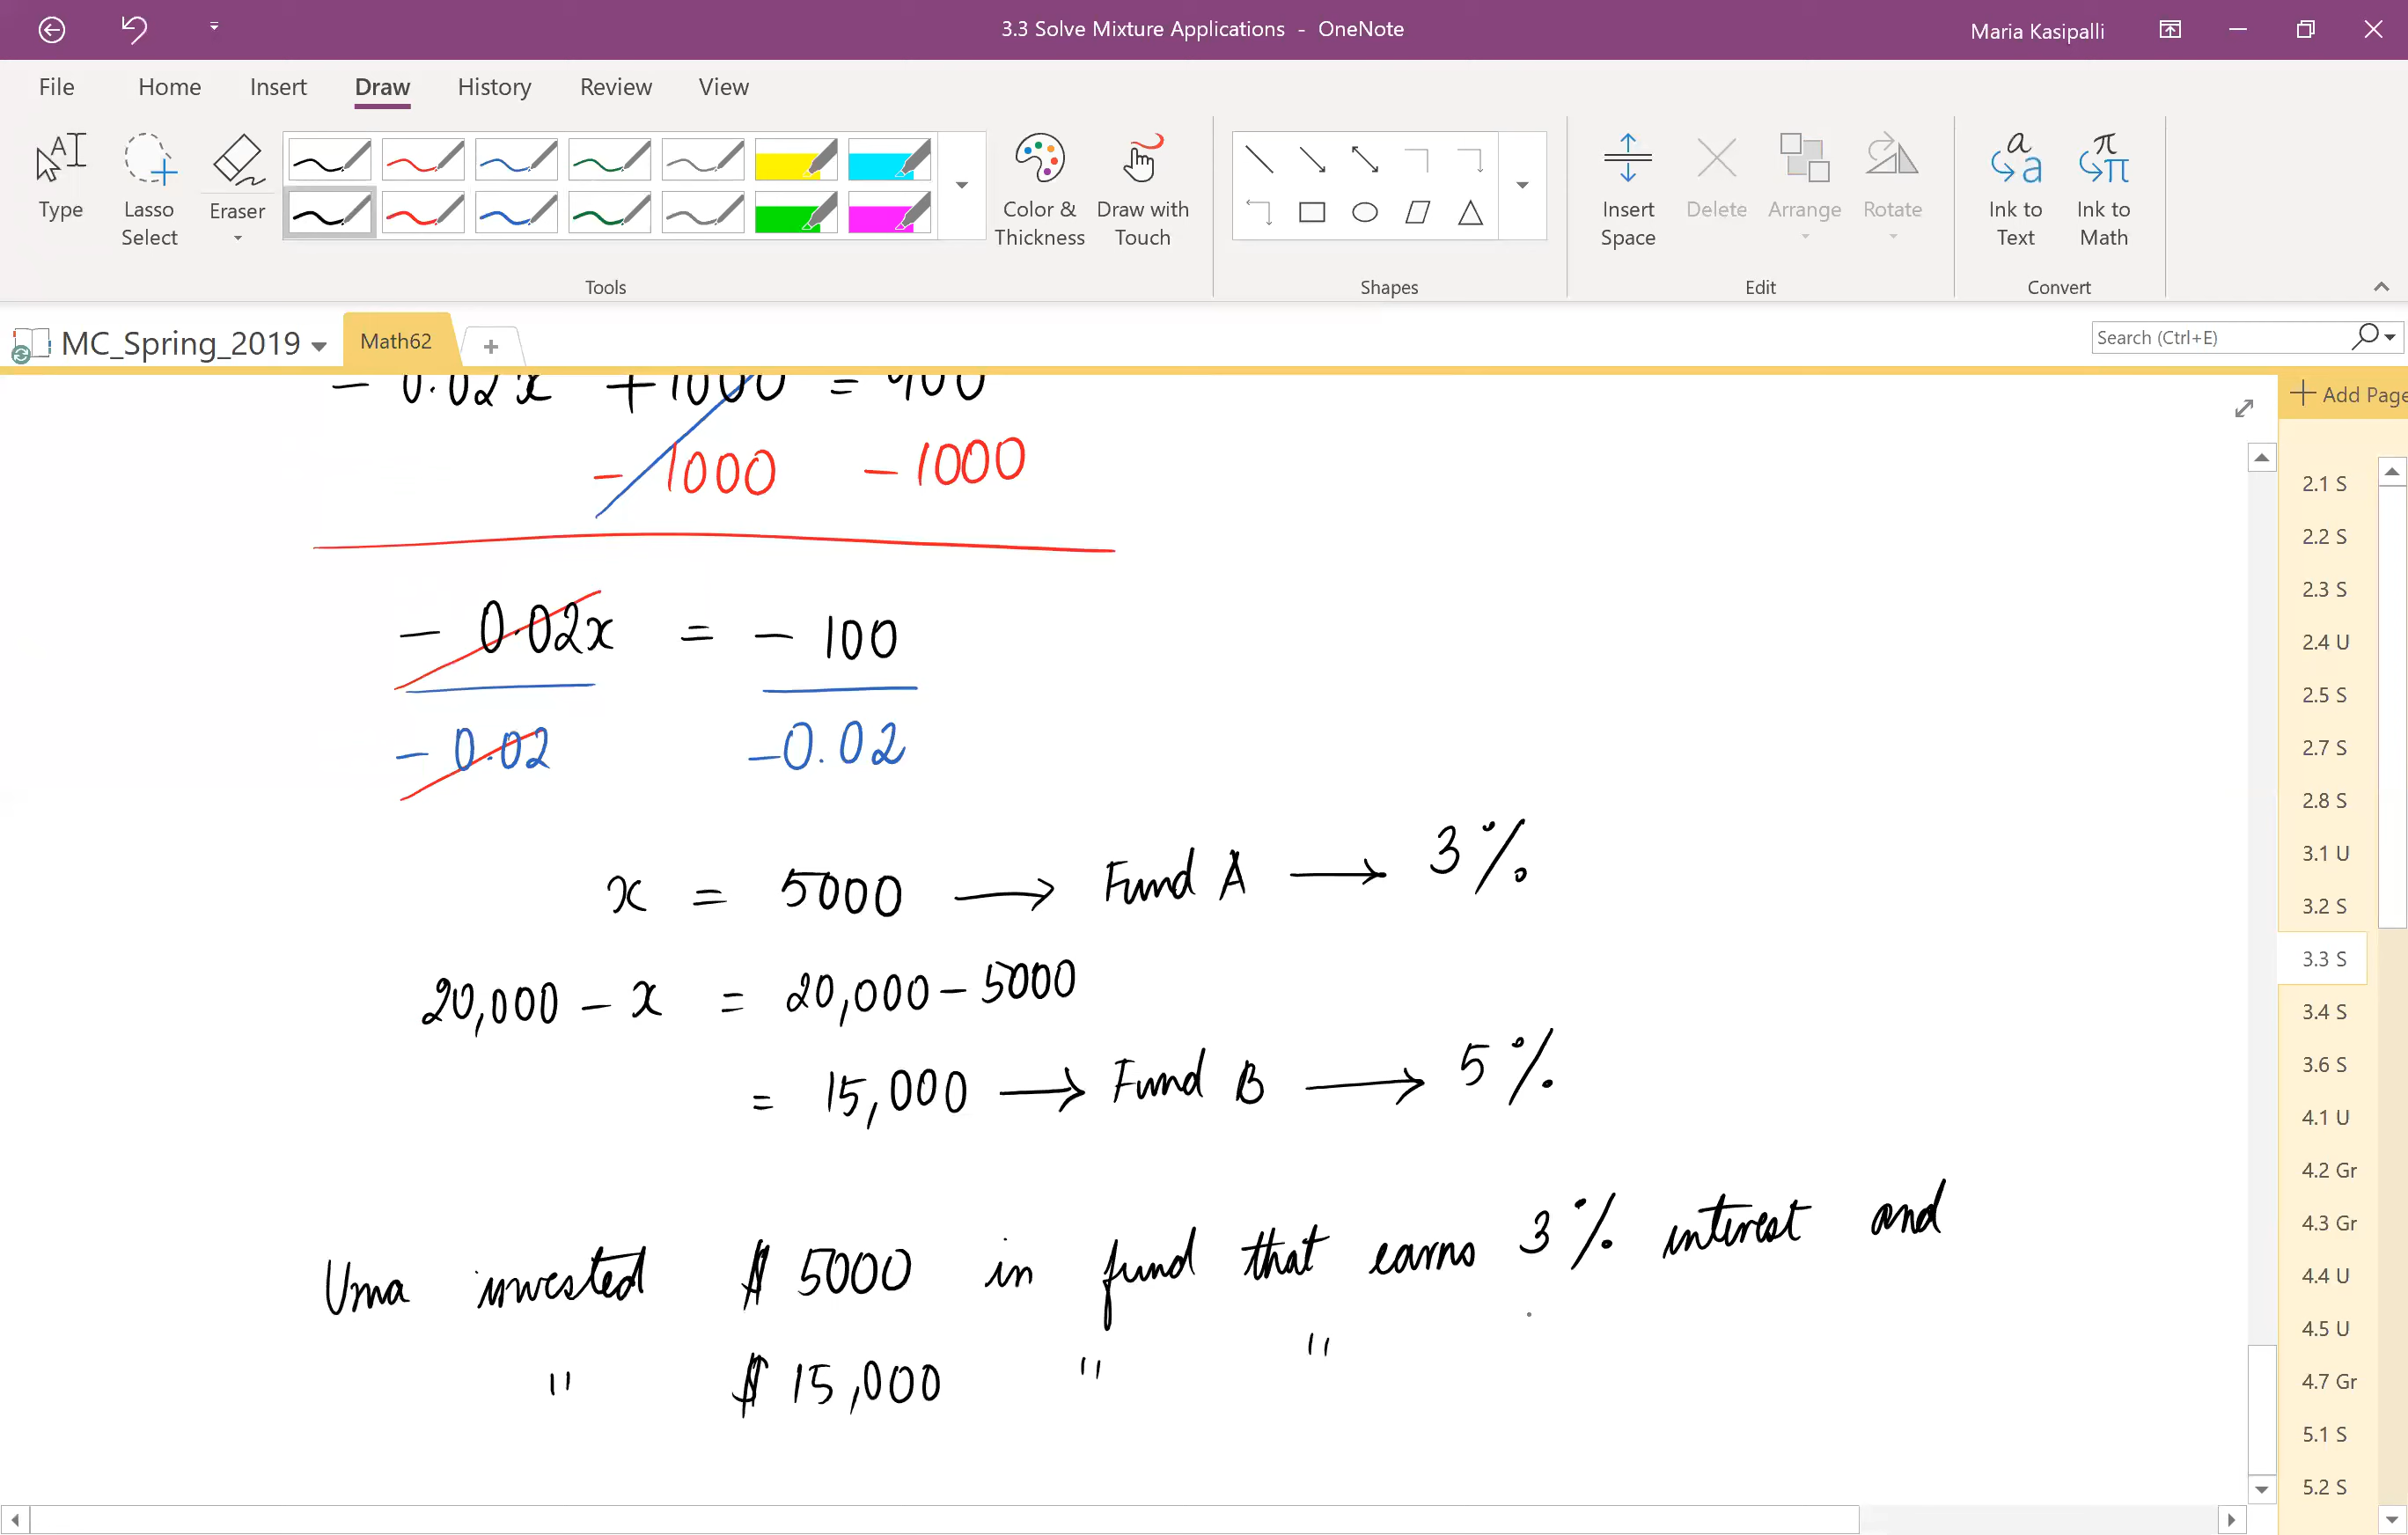 3.3 Solve Mixture Applications - OneNote
Maria Kasipalli
File Home Insert Draw History Review View
Type
Lasso Select
Eraser
Color & Thickness
Draw with Touch
Insert Space
Delete
Arrange
Rotate
Ink to Text
Ink to Math
Tools
Shapes
Edit
Convert
MC_Spring_2019
Math62
Search (Ctrl+E)
Add Page
- 0.02x + 1000 = 900
- 1000 - 1000
- 0.02x = - 100
- 0.02 -0.02
x = 5000 → Fund A → 3%
20,000 - x = 20,000 - 5000
= 15,000 → Fund B → 5%
Uma invested $ 5000 in fund that earns 3% interest and
" $ 15,000 " "
2.1 S
2.2 S
2.3 S
2.4 U
2.5 S
2.7 S
2.8 S
3.1 U
3.2 S
3.3 S
3.4 S
3.6 S
4.1 U
4.2 Gr
4.3 Gr
4.4 U
4.5 U
4.7 Gr
5.1 S
5.2 S